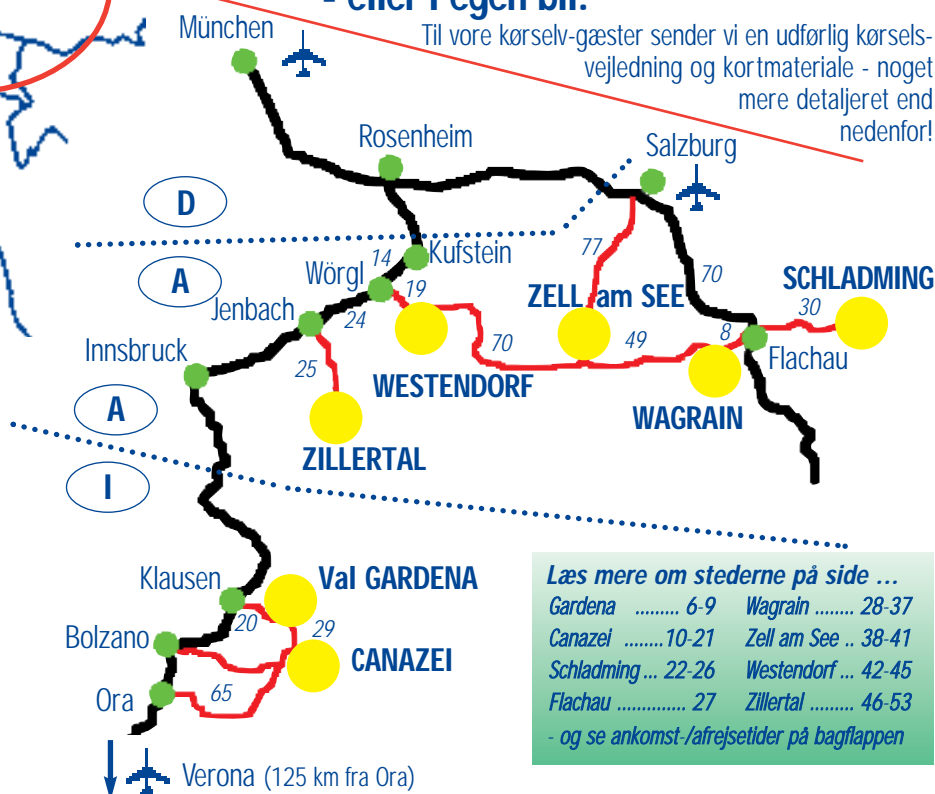 - eller i egen bil:
Til vore kørselv-gæster sender vi en udførlig kørsels-
vejledning og kortmateriale - noget
mere detaljeret end
nedenfor!
München
Rosenheim
Salzburg
D
A
Kufstein
14
Wörgl
19
77
70
ZELL am SEE
SCHLADMING
30
Jenbach
24
70
49
8
Flachau
Innsbruck
25
WESTENDORF
WAGRAIN
A
ZILLERTAL
I
Klausen
Val GARDENA
20
29
Bolzano
CANAZEI
65
Ora
Verona (125 km fra Ora)
Læs mere om stederne på side ...
Gardena ......... 6-9 Wagrain ........ 28-37
Canazei ........10-21 Zell am See .. 38-41
Schladming ... 22-26 Westendorf ... 42-45
Flachau .............. 27 Zillertal ......... 46-53
- og se ankomst-/afrejsetider på bagflappen